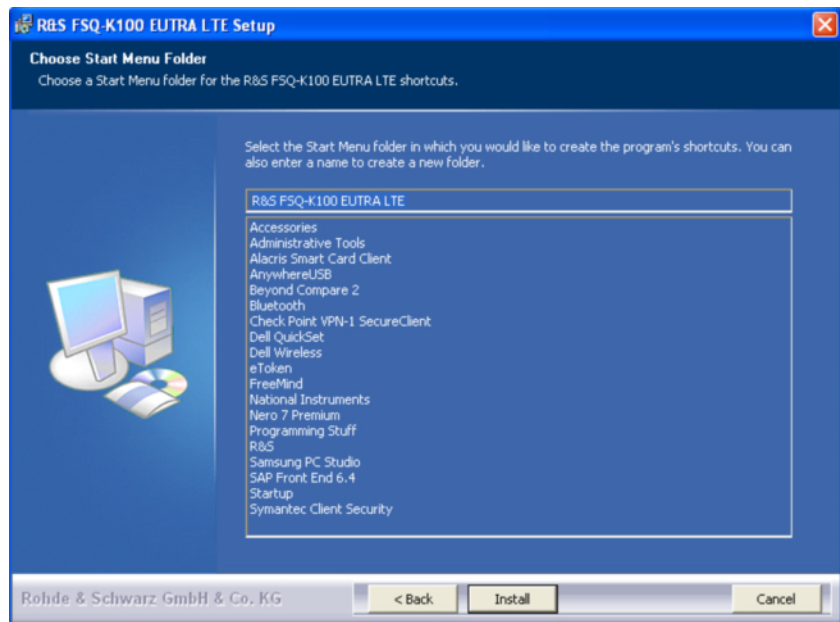 R&S FSQ-K100 EUTRA LTE Setup
Choose Start Menu Folder
Choose a Start Menu folder for the R&S FSQ-K100 EUTRA LTE shortcuts.
Select the Start Menu folder in which you would like to create the program's shortcuts. You can
also enter a name to create a new folder.
R&S FSQ-K100 EUTRA LTE
Accessories
Administrative Tools
Alacris Smart Card Client
AnywhereUSB
Beyond Compare 2
Bluetooth
Check Point VPN-1 SecureClient
Dell QuickSet
Dell Wireless
eToken
FreeMind
National Instruments
Nero 7 Premium
Programming Stuff
R&S
Samsung PC Studio
SAP Front End 6.4
Startup
Symantec Client Security
Rohde & Schwarz GmbH & Co. KG
< Back
Install
Cancel